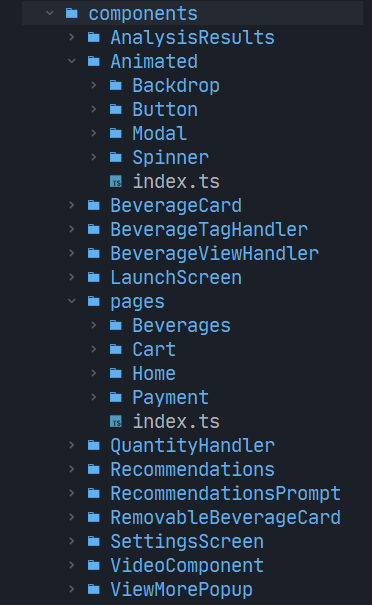 components
AnalysisResults
Animated
Backdrop
Button
Modal
Spinner
TS index.ts
BeverageCard
BeverageTagHandler
BeverageViewHandler
LaunchScreen
pages
Beverages
Cart
Home
Payment
TS index.ts
QuantityHandler
Recommendations
RecommendationsPrompt
RemovableBeverageCard
SettingsScreen
VideoComponent
ViewMorePopup